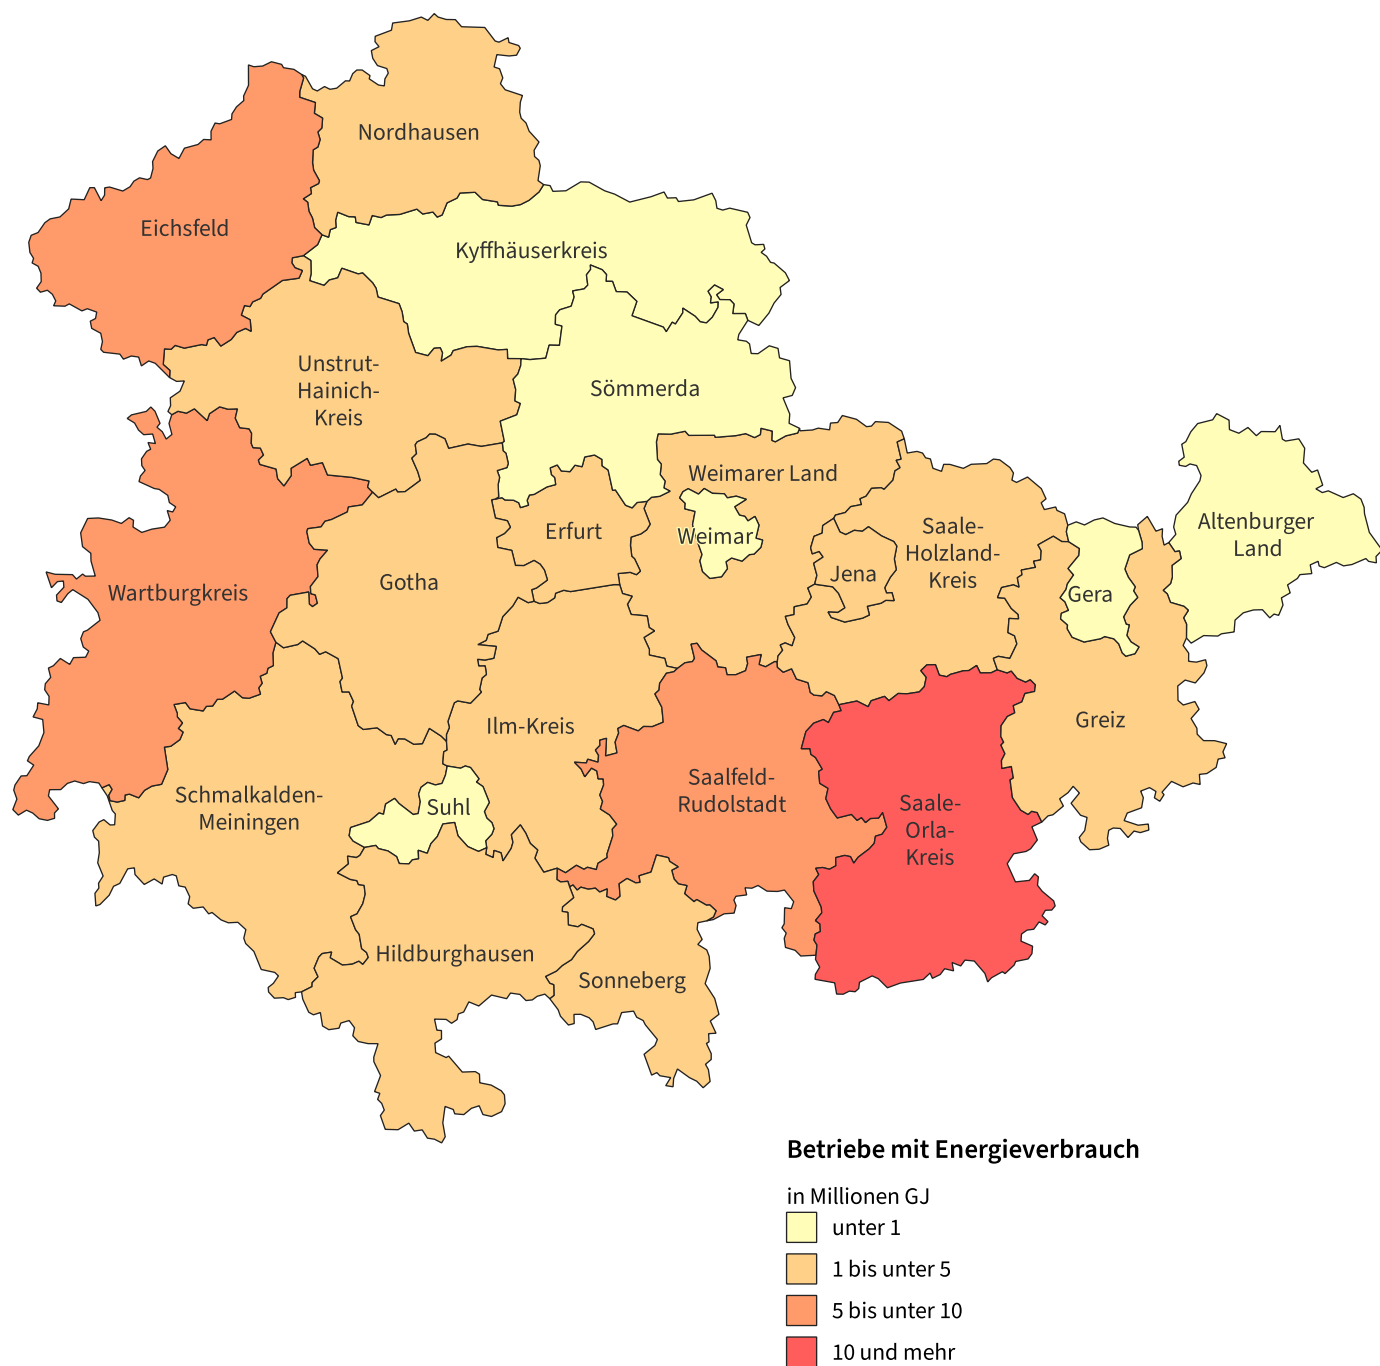 Nordhausen
Eichsfeld
Kyffhäuserkreis
Unstrut-
Hainich-
Kreis
Sömmerda
Weimarer Land
Altenburger
Land
Erfurt
Weimar
Saale-
Holzland-
Kreis
Jena
Gera
Gotha
Wartburgkreis
Greiz
Ilm-Kreis
Saalfeld-
Rudolstadt
Schmalkalden-
Meiningen
Suhl
Saale-
Orla-
Kreis
Hildburghausen
Sonneberg
Betriebe mit Energieverbrauch
in Millionen GJ
unter 1
1 bis unter 5
5 bis unter 10
10 und mehr